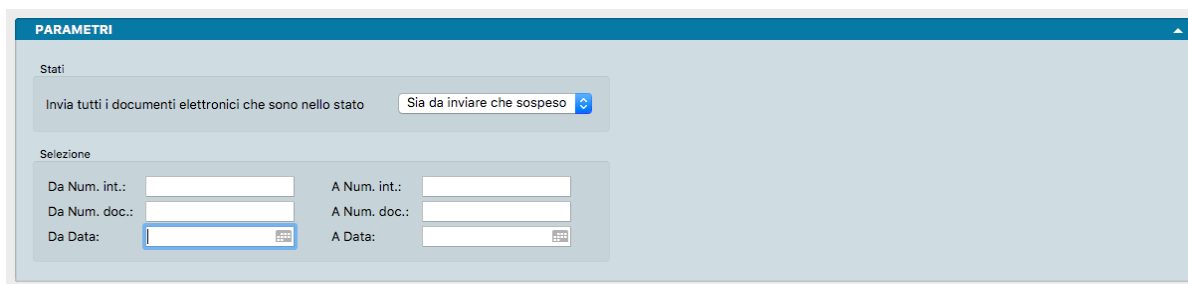 PARAMETRI
Stati
Invia tutti i documenti elettronici che sono nello stato Sia da inviare che sospeso
Selezione
Da Num. int.: A Num. int.:
Da Num. doc.: A Num. doc.:
Da Data: A Data: